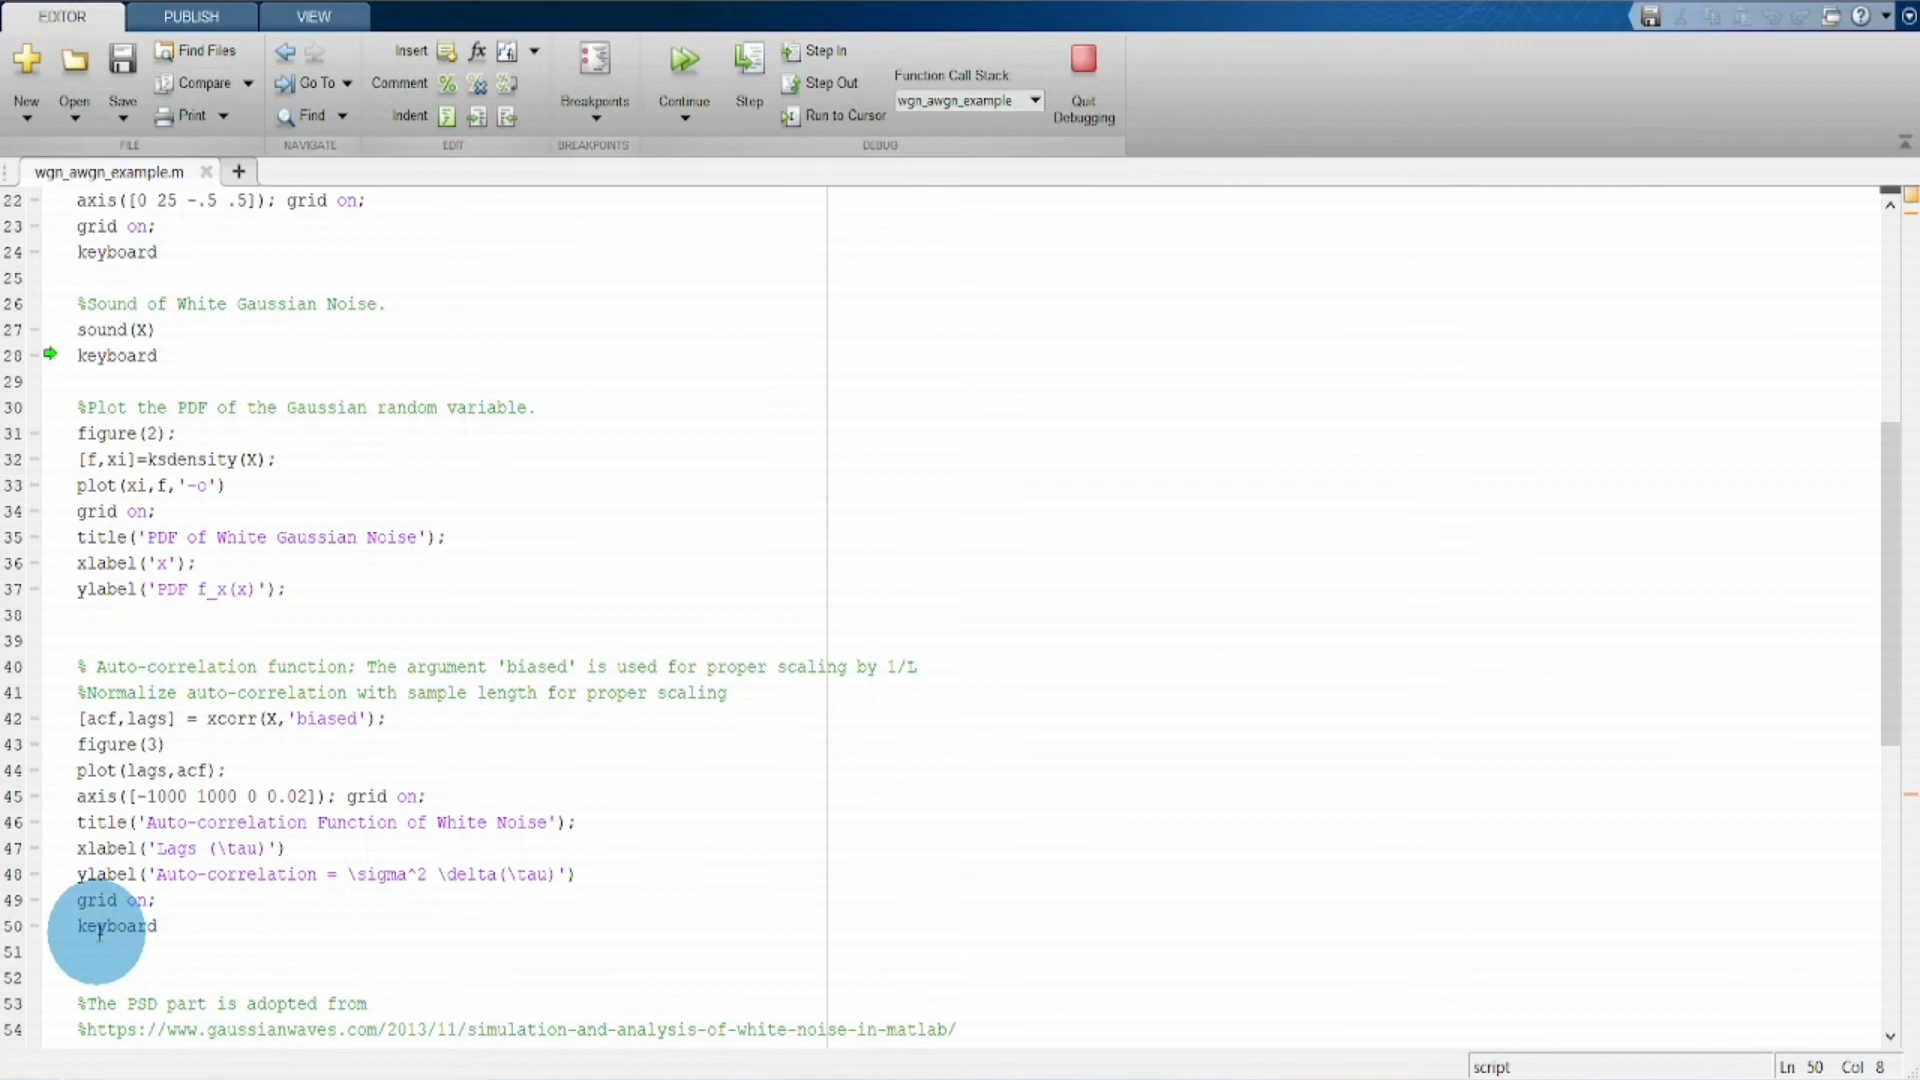 EDITOR PUBLISH VIEW
New
Open
Save
Find Files
Compare
Print
FILE
Go To
Find
NAVIGATE
Insert fx
Comment
Indent
EDIT
Breakpoints
BREAKPOINTS
Continue
Step
Step In
Step Out
Run to Cursor
Function Call Stack:
wgn_awgn_example
Quit Debugging
DEBUG
wgn_awgn_example.m
22 axis([0 25 -.5 .5]); grid on;
23 grid on;
24 keyboard
25
26 %Sound of White Gaussian Noise.
27 sound(X)
28 keyboard
29
30 %Plot the PDF of the Gaussian random variable.
31 figure(2);
32 [f,xi]=ksdensity(X);
33 plot(xi,f,'-o')
34 grid on;
35 title('PDF of White Gaussian Noise');
36 xlabel('x');
37 ylabel('PDF f_x(x)');
38
39
40 % Auto-correlation function; The argument 'biased' is used for proper scaling by 1/L
41 %Normalize auto-correlation with sample length for proper scaling
42 [acf,lags] = xcorr(X,'biased');
43 figure(3)
44 plot(lags,acf);
45 axis([-1000 1000 0 0.02]); grid on;
46 title('Auto-correlation Function of White Noise');
47 xlabel('Lags (\tau)')
48 ylabel('Auto-correlation = \sigma^2 \delta(\tau)')
49 grid on;
50 keyboard
51
52
53 %The PSD part is adopted from
54 %https://www.gaussianwaves.com/2013/11/simulation-and-analysis-of-white-noise-in-matlab/
script Ln 50 Col 8